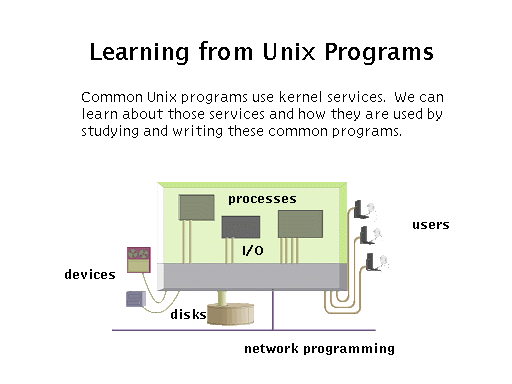 Learning from Unix Programs
Common Unix programs use kernel services.  We can
learn about those services and how they are used by
studying and writing these common programs.
processes
users
I/O
devices
disks
network programming